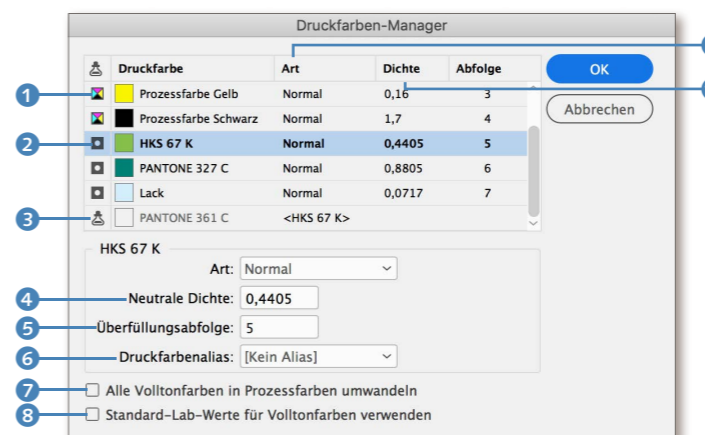 Druckfarben-Manager
Druckfarbe Art Dichte Abfolge
OK
1 Prozessfarbe Gelb Normal 0,16 3
Abbrechen
Prozessfarbe Schwarz Normal 1,7 4
2 HKS 67 K Normal 0,4405 5
PANTONE 327 C Normal 0,8805 6
Lack Normal 0,0717 7
3 PANTONE 361 C <HKS 67 K>
HKS 67 K
Art: Normal
4 Neutrale Dichte: 0,4405
5 Überfüllungsabfolge: 5
6 Druckfarbenalias: [Kein Alias]
7 Alle Volltonfarben in Prozessfarben umwandeln
8 Standard-Lab-Werte für Volltonfarben verwenden